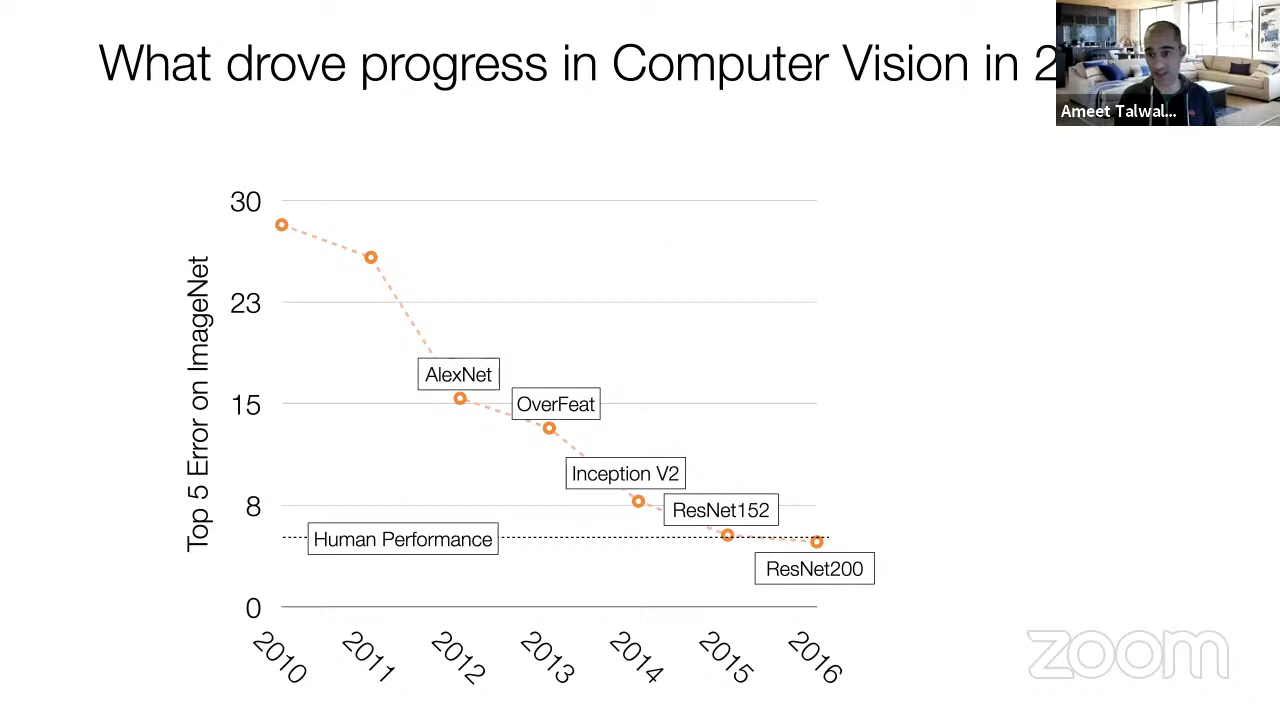 What drove progress in Computer Vision in 2
Ameet Talwal...
Top 5 Error on ImageNet
30
23
15
8
0
AlexNet
OverFeat
Inception V2
ResNet152
Human Performance
ResNet200
2010
2011
2012
2013
2014
2015
2016
zoom